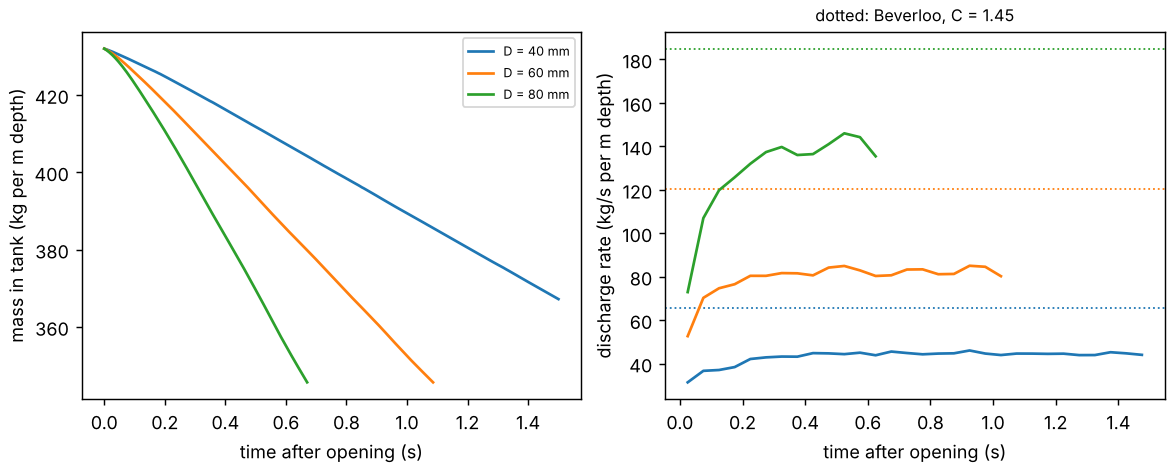 dotted: Beverloo, C = 1.45
mass in tank (kg per m depth)
420
400
380
360
0.0 0.2 0.4 0.6 0.8 1.0 1.2 1.4
time after opening (s)
D = 40 mm
D = 60 mm
D = 80 mm
discharge rate (kg/s per m depth)
180
160
140
120
100
80
60
40
0.0 0.2 0.4 0.6 0.8 1.0 1.2 1.4
time after opening (s)